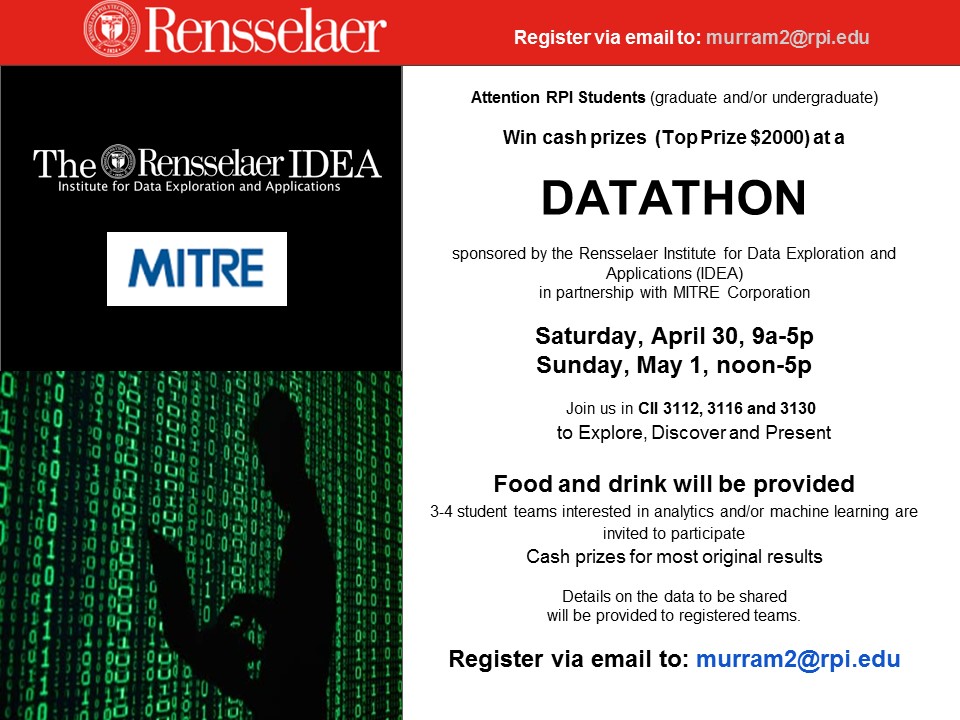 Rensselaer
Register via email to: murram2@rpi.edu
The Rensselaer IDEA
Institute for Data Exploration and Applications
MITRE
Attention RPI Students (graduate and/or undergraduate)
Win cash prizes (Top Prize $2000) at a
DATATHON
sponsored by the Rensselaer Institute for Data Exploration and
Applications (IDEA)
in partnership with MITRE Corporation
Saturday, April 30, 9a-5p
Sunday, May 1, noon-5p
Join us in CII 3112, 3116 and 3130
to Explore, Discover and Present
Food and drink will be provided
3-4 student teams interested in analytics and/or machine learning are
invited to participate
Cash prizes for most original results
Details on the data to be shared
will be provided to registered teams.
Register via email to: murram2@rpi.edu